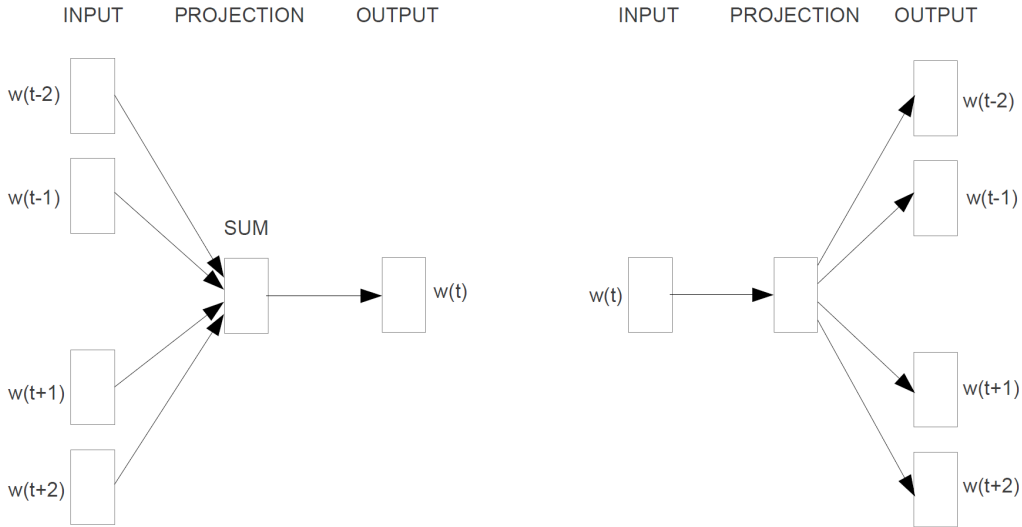 INPUT PROJECTION OUTPUT
w(t-2)
w(t-1)
SUM
w(t)
w(t+1)
w(t+2)
INPUT PROJECTION OUTPUT
w(t-2)
w(t-1)
w(t)
w(t+1)
w(t+2)